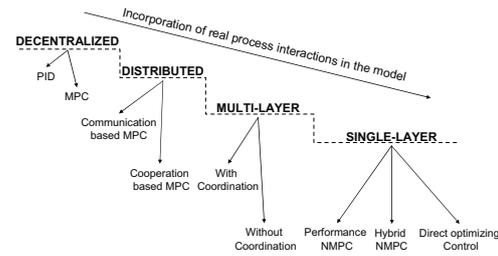 Incorporation of real process interactions in the model
DECENTRALIZED
PID
MPC
DISTRIBUTED
Communication
based MPC
Cooperation
based MPC
MULTI-LAYER
With
Coordination
Without
Coordination
SINGLE-LAYER
Performance
NMPC
Hybrid
NMPC
Direct optimizing
Control